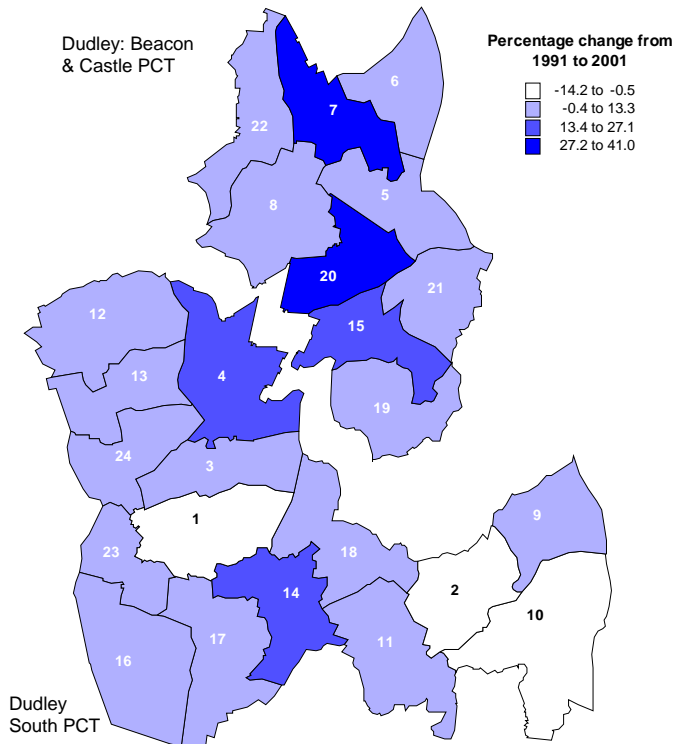 Dudley: Beacon
& Castle PCT
Percentage change from
1991 to 2001
-14.2 to -0.5
-0.4 to 13.3
13.4 to 27.1
27.2 to 41.0
6
7
22
5
8
20
21
12
15
13
4
19
24
3
9
1
23
18
2
14
10
17
11
16
Dudley
South PCT